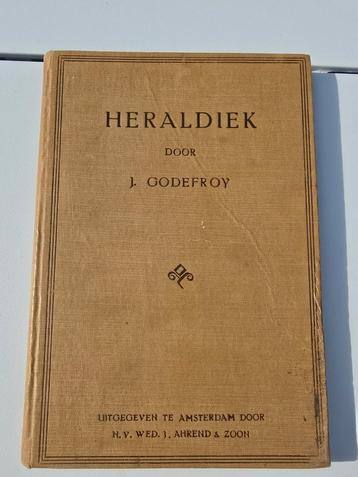 HERALDIEK
DOOR
J. GODEFROY
UITGEGEVEN TE AMSTERDAM DOOR
N.V. WED. J. AHREND & ZOON